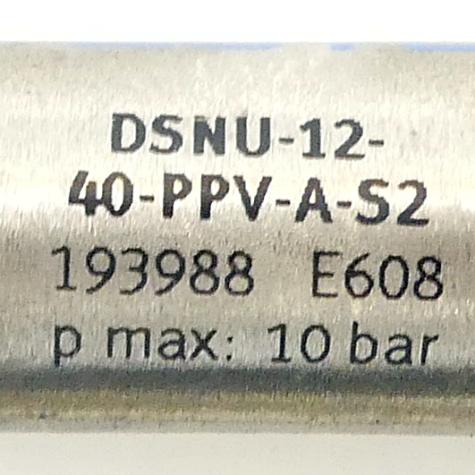 DSNU-12-
40-PPV-A-S2
193988 E608
p max: 10 bar